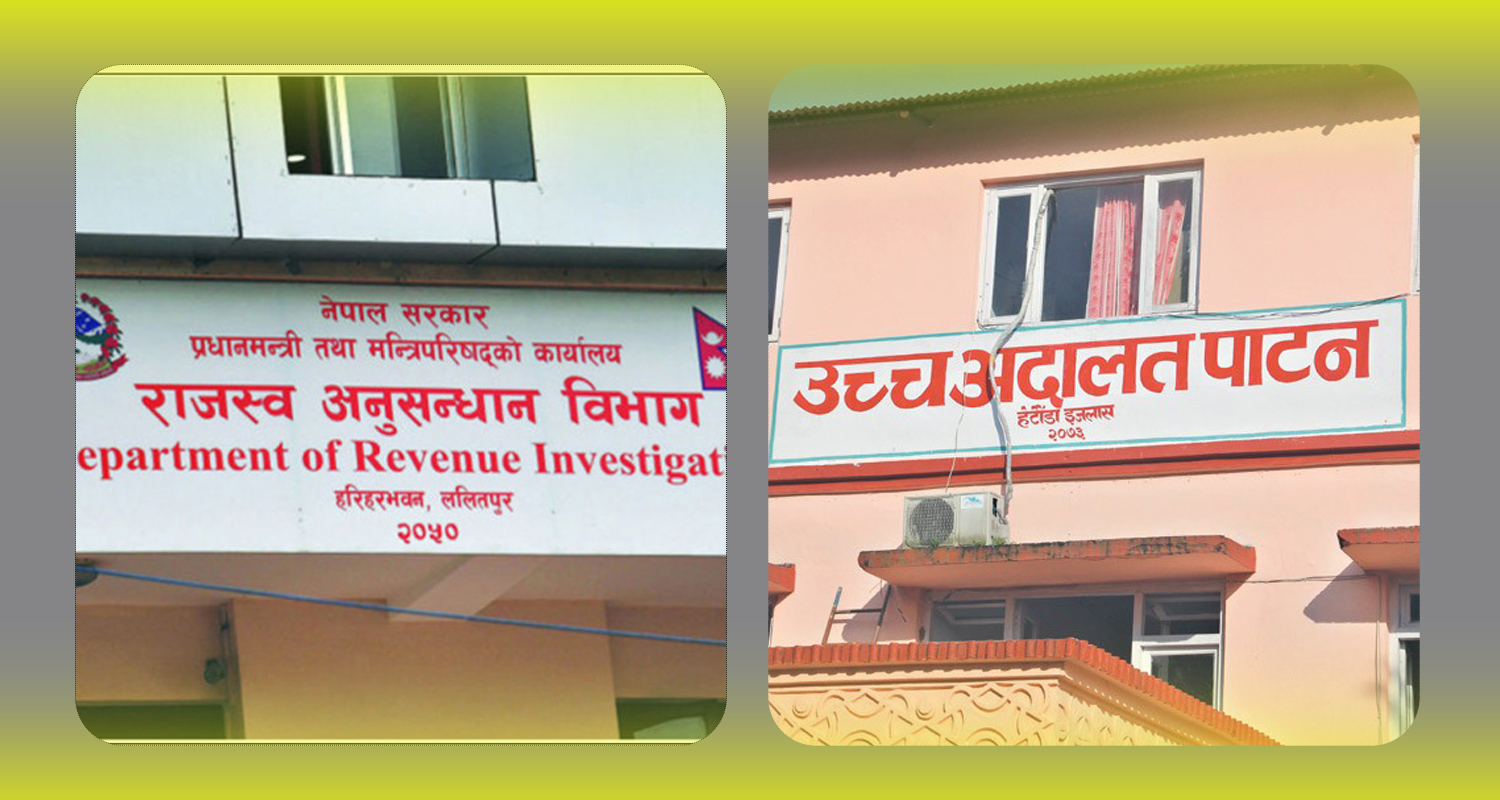 नेपाल सरकार
प्रधानमन्त्री तथा मन्त्रिपरिषद्को कार्यालय
राजस्व अनुसन्धान विभाग
epartment of Revenue Investigat
हरिहरभवन, ललितपुर
२०५०
उच्च अदालत पाटन
हेटौंडा इजलास
२०७३